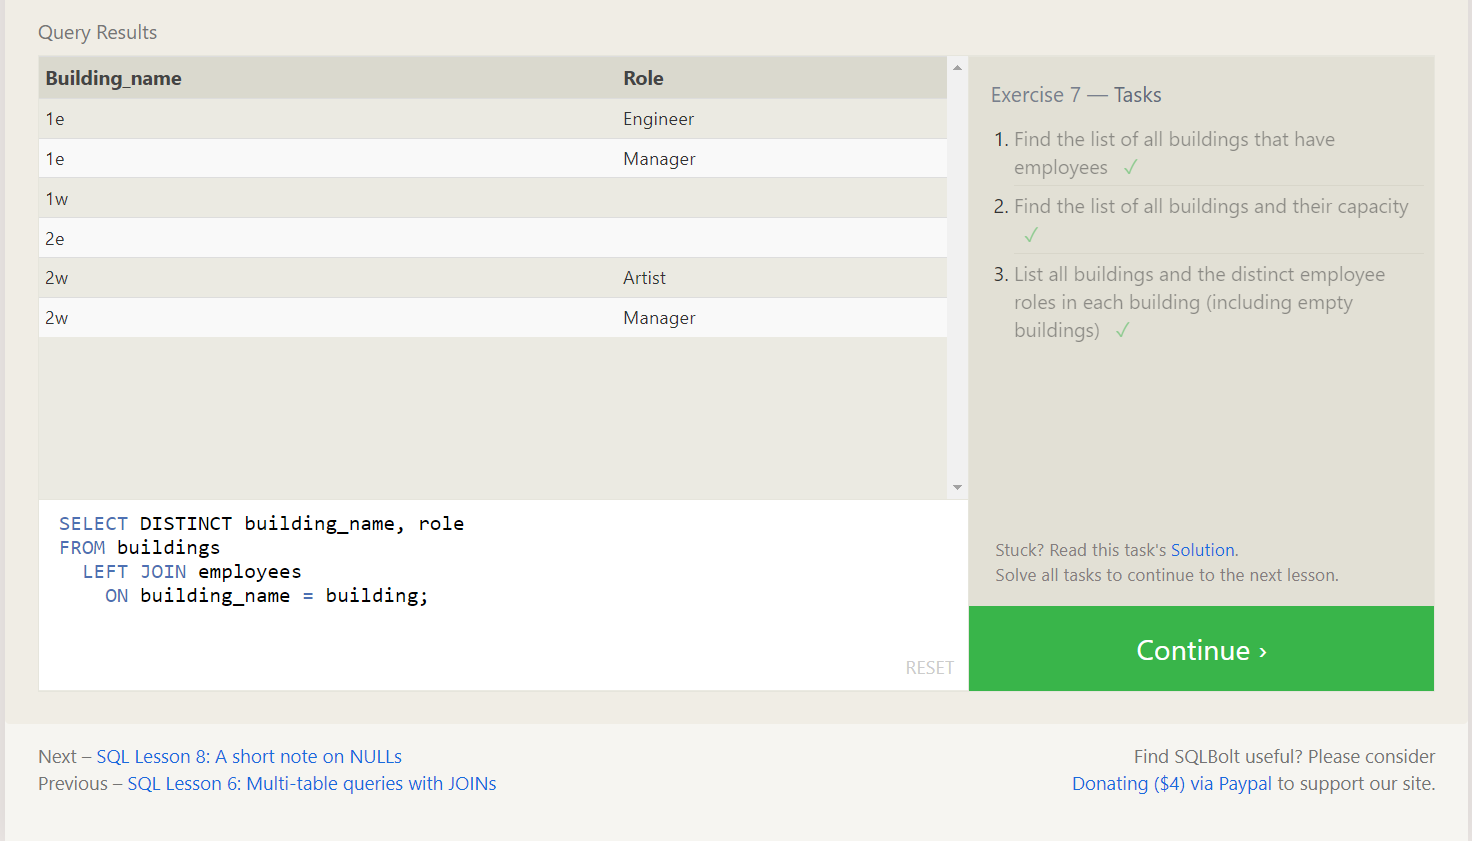 Query Results
Building_name Role
1e Engineer
1e Manager
1w
2e
2w Artist
2w Manager
SELECT DISTINCT building_name, role
FROM buildings
LEFT JOIN employees
ON building_name = building;
RESET
Exercise 7 — Tasks
1. Find the list of all buildings that have
employees ✓
2. Find the list of all buildings and their capacity
✓
3. List all buildings and the distinct employee
roles in each building (including empty
buildings) ✓
Stuck? Read this task's Solution.
Solve all tasks to continue to the next lesson.
Continue ›
Next – SQL Lesson 8: A short note on NULLs
Previous – SQL Lesson 6: Multi-table queries with JOINs
Find SQLBolt useful? Please consider
Donating ($4) via Paypal to support our site.